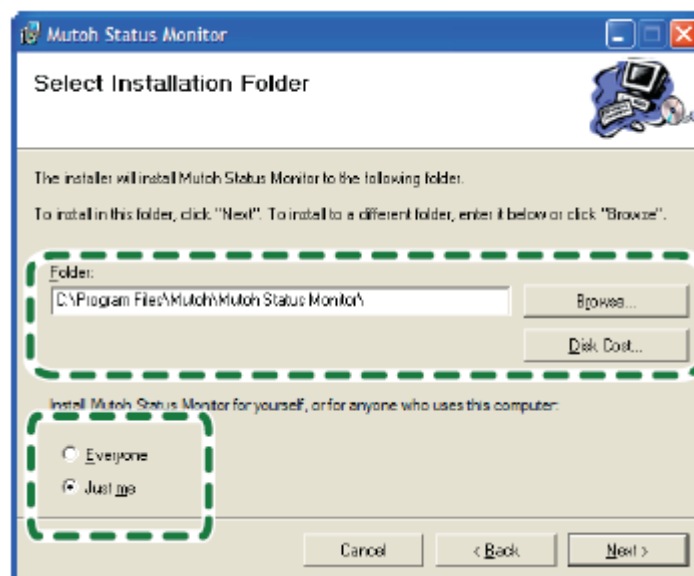 Mutoh Status Monitor
Select Installation Folder
The installer will install Mutoh Status Monitor to the following folder.
To install in this folder, click "Next". To install to a different folder, enter it below or click "Browse".
Folder:
C:\Program Files\Mutoh\Mutoh Status Monitor\
Browse...
Disk Cost...
Install Mutoh Status Monitor for yourself, or for anyone who uses this computer:
Everyone
Just me
Cancel
< Back
Next >